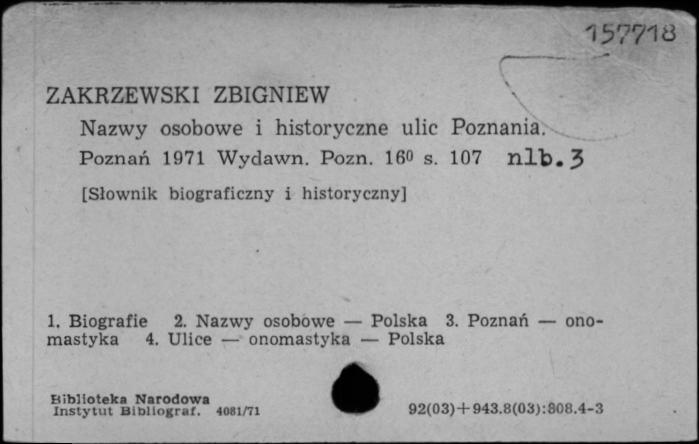 157718
ZAKRZEWSKI ZBIGNIEW
Nazwy osobowe i historyczne ulic Poznania.
Poznań 1971 Wydawn. Pozn. 16⁰ s. 107 nlb. 3
[Słownik biograficzny i historyczny]
1. Biografie 2. Nazwy osobowe — Polska 3. Poznań — ono-
mastyka 4. Ulice — onomastyka — Polska
Biblioteka Narodowa
Instytut Bibliograf. 4081/71
92(03)+943.8(03):808.4-3